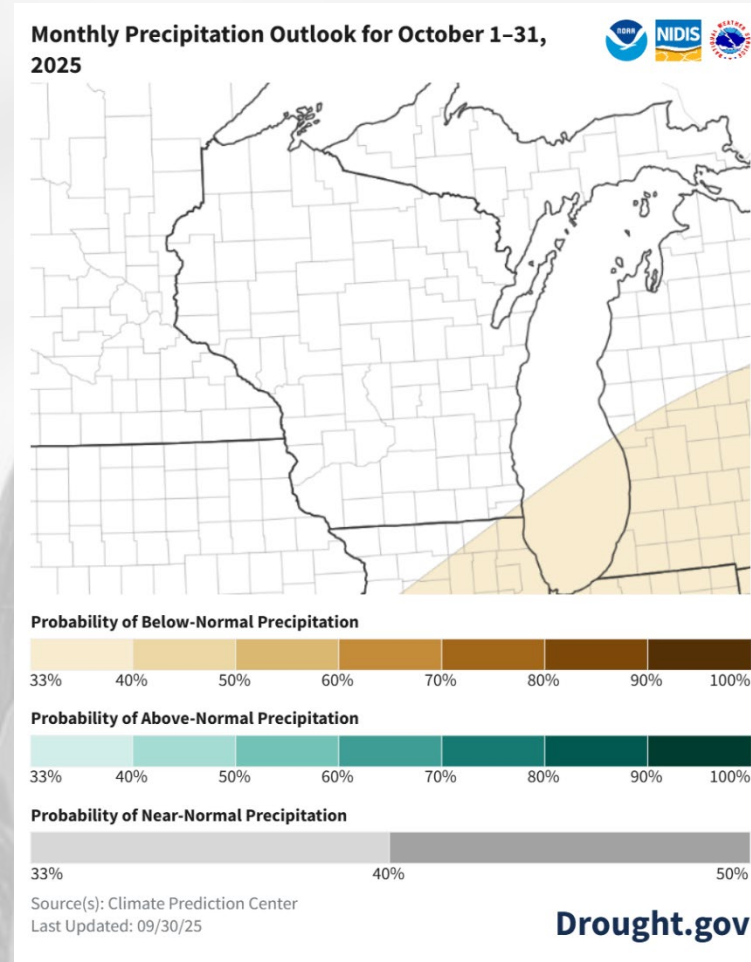 Monthly Precipitation Outlook for October 1–31,
2025
NOAA
NIDIS
Probability of Below-Normal Precipitation
33% 40% 50% 60% 70% 80% 90% 100%
Probability of Above-Normal Precipitation
33% 40% 50% 60% 70% 80% 90% 100%
Probability of Near-Normal Precipitation
33% 40% 50%
Source(s): Climate Prediction Center
Last Updated: 09/30/25
Drought.gov